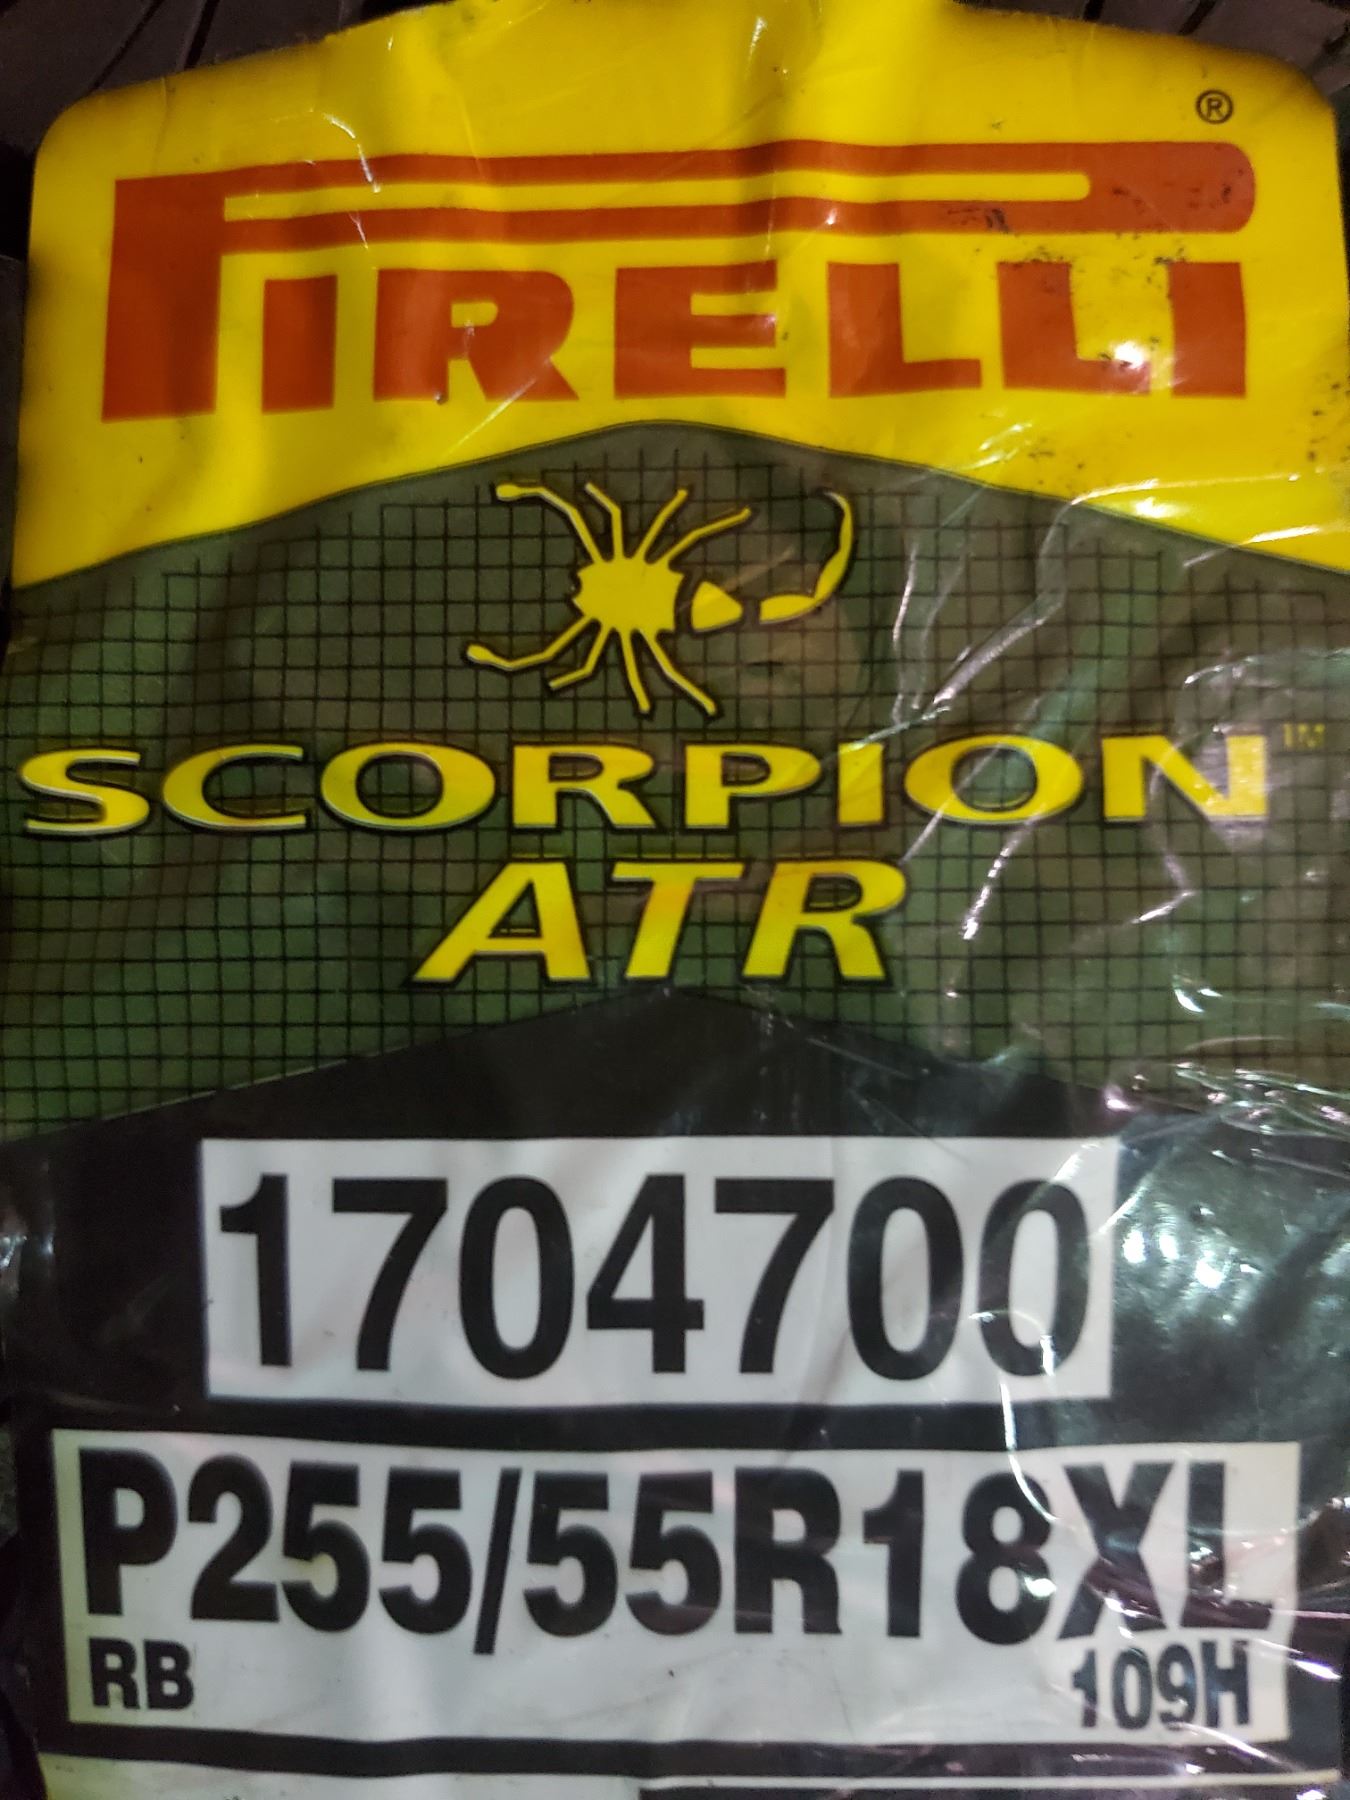 PIRELLI®
SCORPION™
ATR
1704700
P255/55R18XL
RB 109H